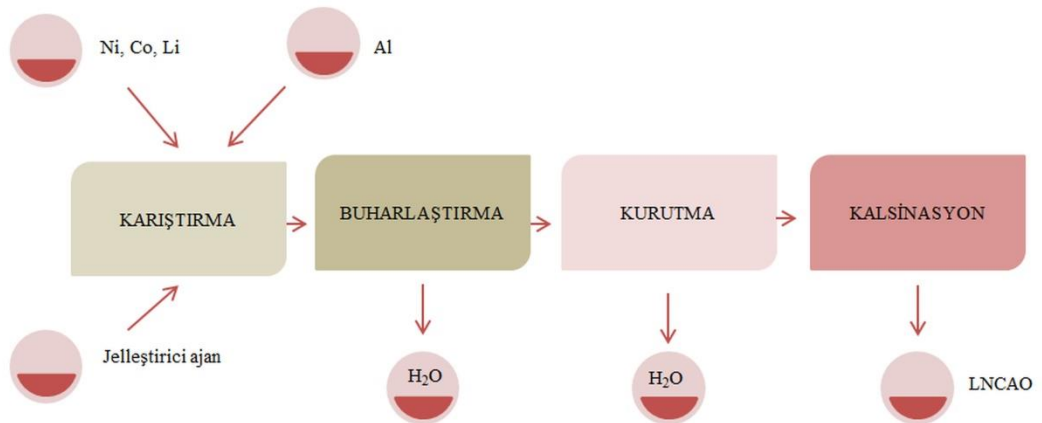 Ni, Co, Li
Al
KARIŞTIRMA
BUHARLAŞTIRMA
KURUTMA
KALSİNASYON
Jelleştirici ajan
H₂O
H₂O
LNCAO